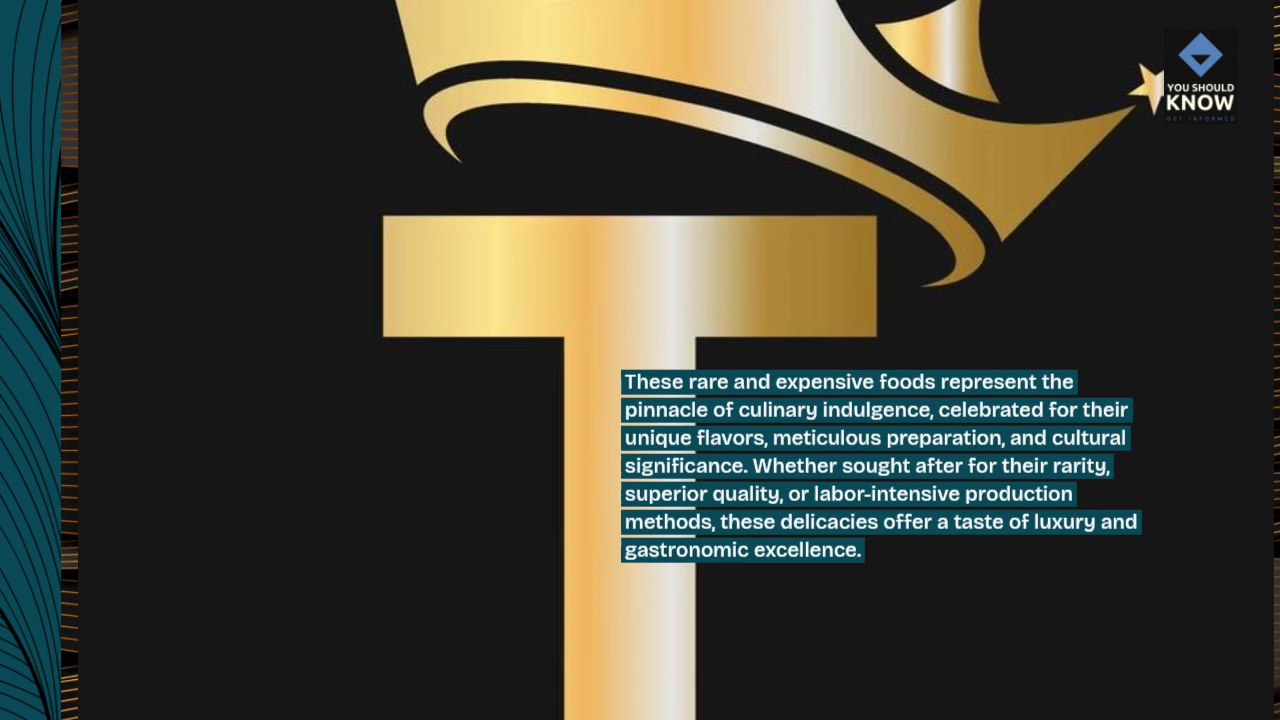 YOU SHOULD
KNOW
GET INFORMED
T
These rare and expensive foods represent the
pinnacle of culinary indulgence, celebrated for their
unique flavors, meticulous preparation, and cultural
significance. Whether sought after for their rarity,
superior quality, or labor-intensive production
methods, these delicacies offer a taste of luxury and
gastronomic excellence.